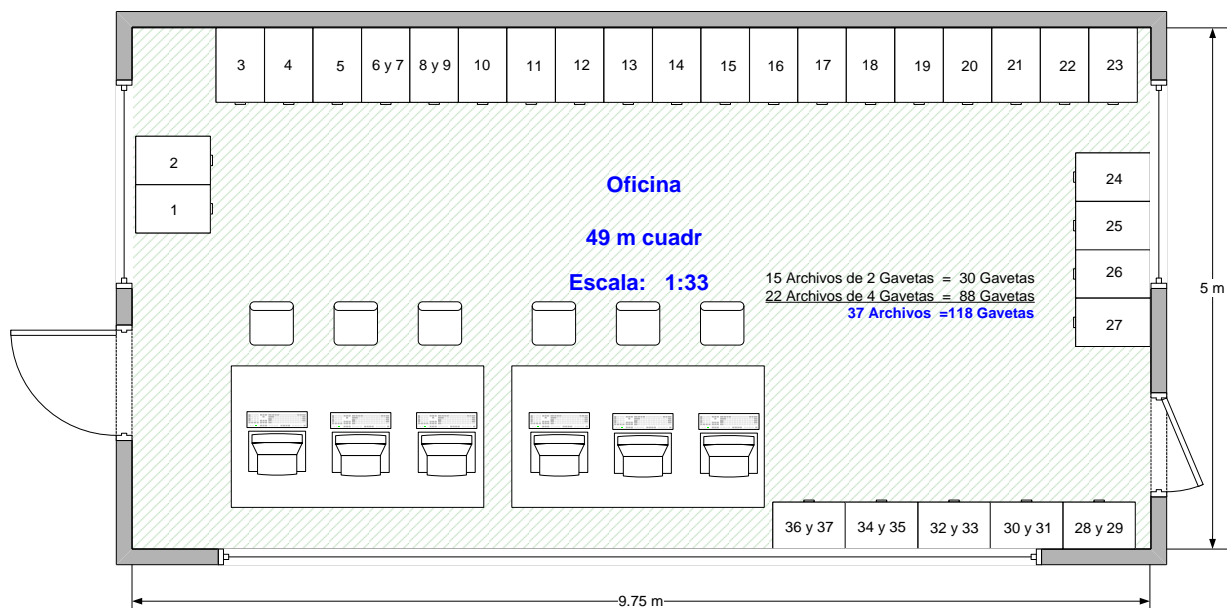 3 4 5 6 y 7 8 y 9 10 11 12 13 14 15 16 17 18 19 20 21 22 23
2
1
24
25
26
27
Oficina
49 m cuadr
Escala: 1:33
15 Archivos de 2 Gavetas = 30 Gavetas
22 Archivos de 4 Gavetas = 88 Gavetas
37 Archivos =118 Gavetas
5 m
36 y 37 34 y 35 32 y 33 30 y 31 28 y 29
9.75 m